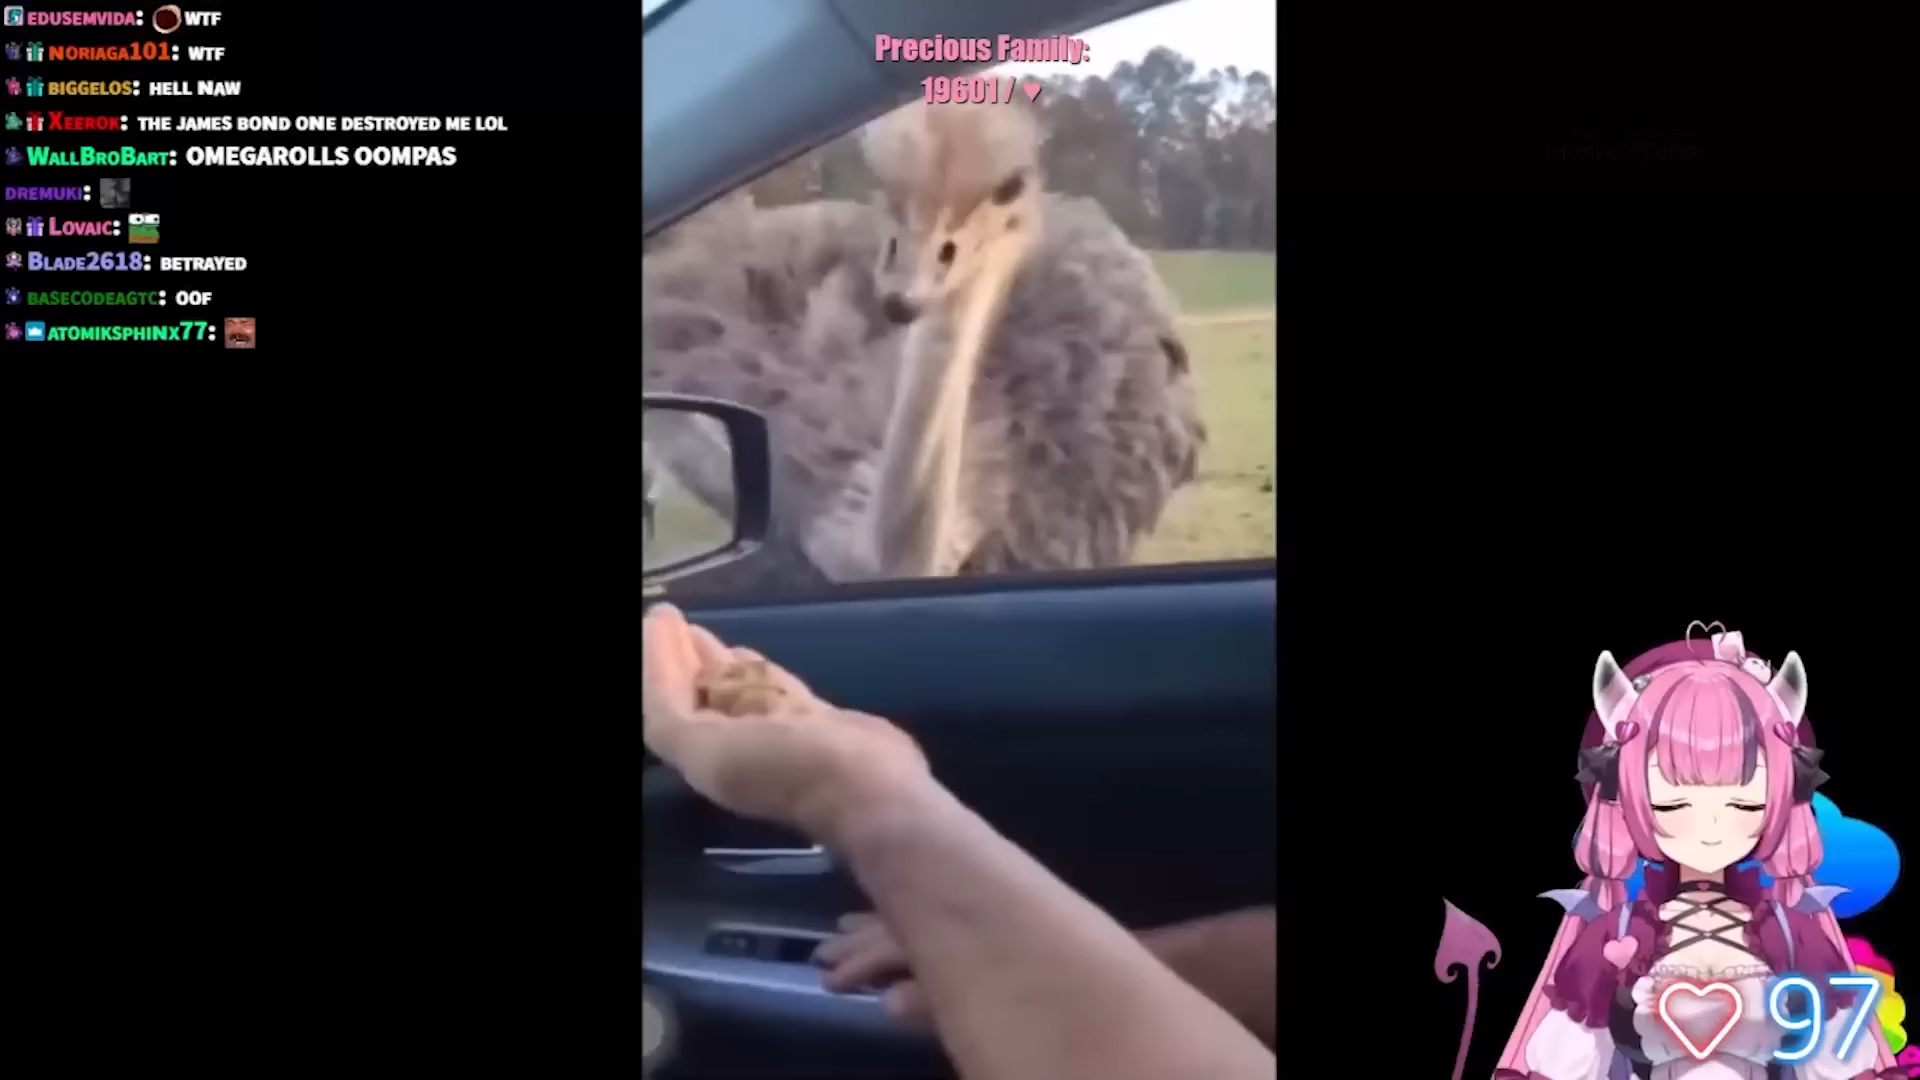 EDUSEMVIDA: WTF
NORIAGA101: WTF
BIGGELOS: HELL NAW
XEEROK: THE JAMES BOND ONE DESTROYED ME LOL
WALLBROBART: OMEGAROLLS OOMPAS
DREMUKI:
LOVAIC:
BLADE2618: BETRAYED
BASECODEAGTC: OOF
ATOMIKSPHINX77:
Precious Family:
19601 / ♥
97